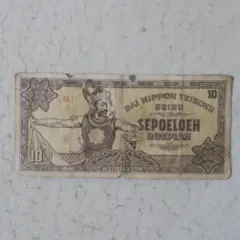 DAI NIPPON TEIKOKU
10
SEIHU
SEPOELOEH
ROEPIAH
10